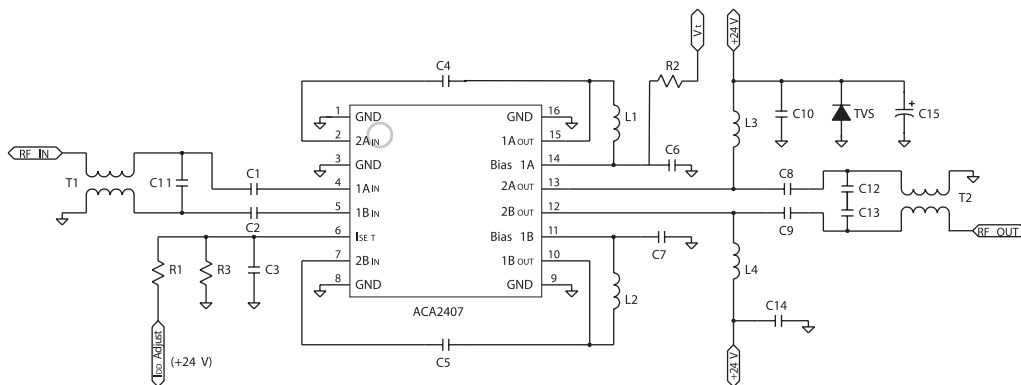 Vt
+24 V
C4
R2
1
GND
16
GND
L1
C10
TVS
+
C15
L3
2
2AIN
15
1AOUT
RF IN
3
GND
14
Bias 1A
C6
T1
C11
C1
4
1AIN
13
2AOUT
C8
C12
T2
C2
5
1BIN
12
2BOUT
C9
C13
RF OUT
6
ISET
11
Bias 1B
C7
R1
R3
C3
7
2BIN
10
1BOUT
L4
8
GND
9
GND
L2
ACA2407
C14
IDD Adjust
(+24 V)
C5
+24 V